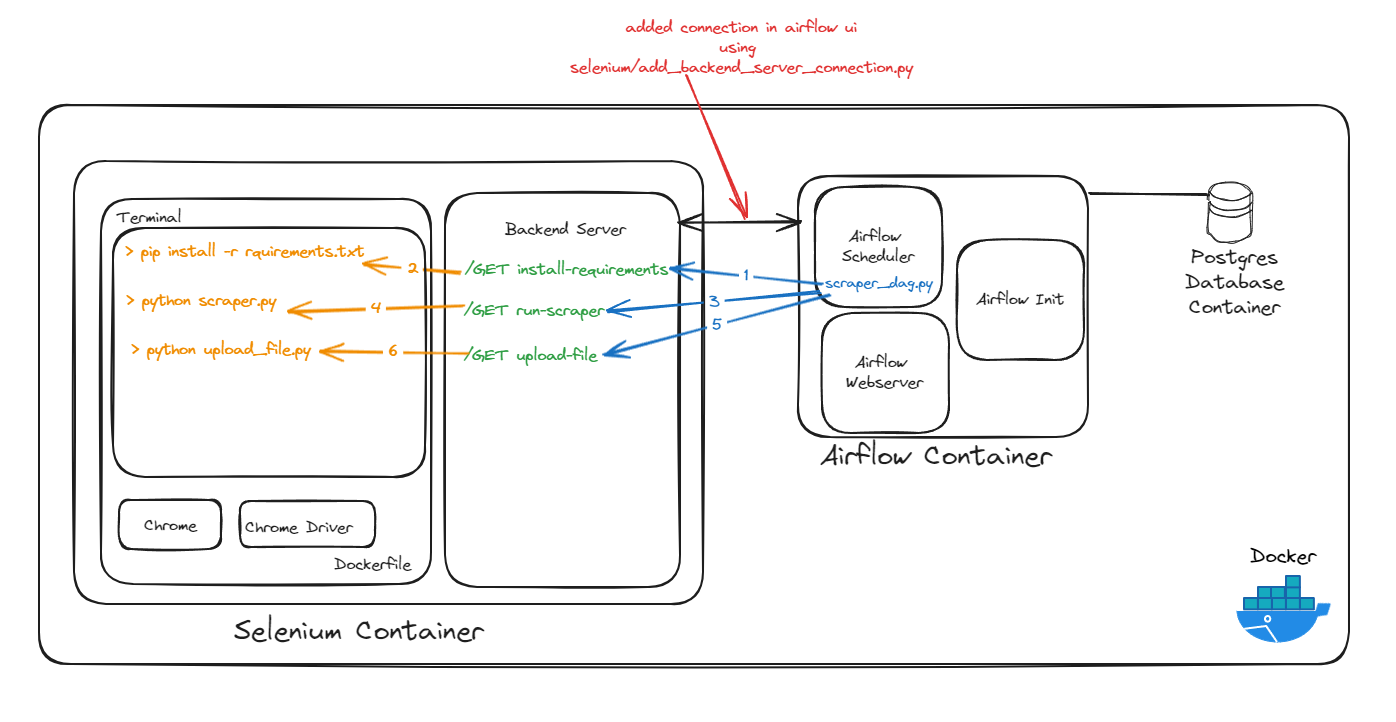 added connection in airflow ui
using
selenium/add_backend_server_connection.py
Terminal
> pip install -r rquirements.txt
> python scraper.py
> python upload_file.py
2
4
6
Chrome
Chrome Driver
Dockerfile
Backend Server
/GET install-requirements
/GET run-scraper
/GET upload-file
1
3
5
Selenium Container
Airflow
Scheduler
scraper_dag.py
Airflow Init
Airflow
Webserver
Airflow Container
Postgres
Database
Container
Docker